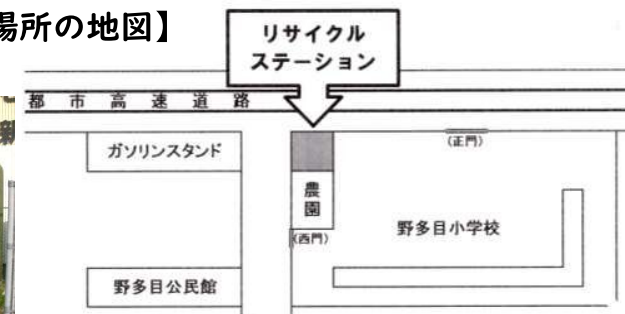 場所の地図】
リサイクル
ステーション
都市高速道路
ガソリンスタンド
(正門)
農園
(西門)
野多目小学校
野多目公民館